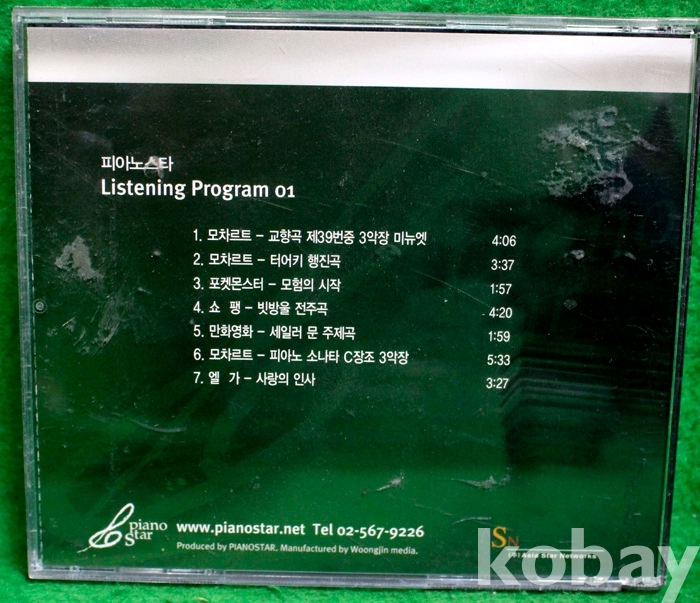 피아노스타
Listening Program 01
1. 모차르트 - 교향곡 제39번중 3악장 미뉴엣 4:06
2. 모차르트 - 터어키 행진곡 3:37
3. 포켓몬스터 - 모험의 시작 1:57
4. 쇼 팽 - 빗방울 전주곡 4:20
5. 만화영화 - 세일러 문 주제곡 1:59
6. 모차르트 - 피아노 소나타 C장조 3악장 5:33
7. 엘 가 - 사랑의 인사 3:27
piano
Star
www.pianostar.net Tel 02-567-9226
Produced by PIANOSTAR. Manufactured by Woongjin media.
SN
Asia Star Networks
kobay